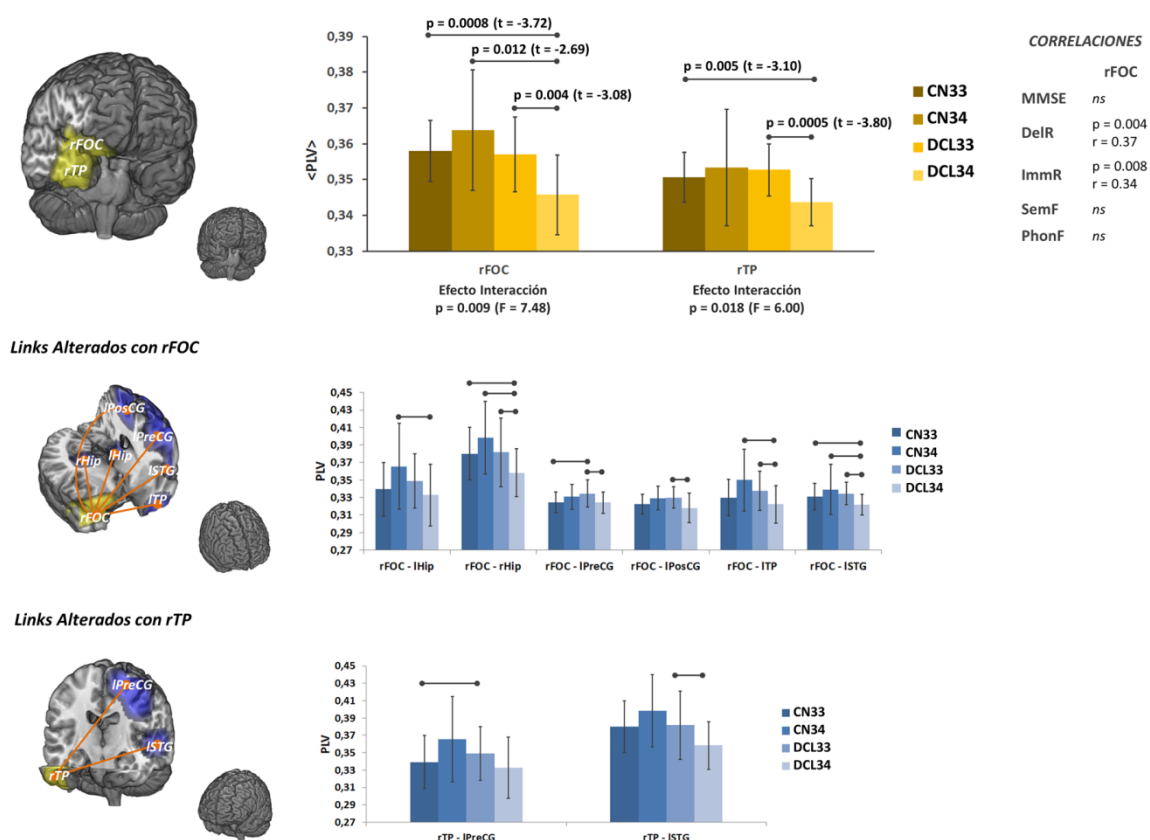 rFOC
rTP
0,39
0,38
0,37
0,36
0,35
0,34
0,33
<PLV>
p = 0.0008 (t = -3.72)
p = 0.012 (t = -2.69)
p = 0.004 (t = -3.08)
p = 0.005 (t = -3.10)
p = 0.0005 (t = -3.80)
rFOC
Efecto Interacción
p = 0.009 (F = 7.48)
rTP
Efecto Interacción
p = 0.018 (F = 6.00)
CN33
CN34
DCL33
DCL34
CORRELACIONES
rFOC
MMSE ns
DelR p = 0.004
r = 0.37
ImmR p = 0.008
r = 0.34
SemF ns
PhonF ns
Links Alterados con rFOC
lPosCG
lPreCG
rHip
lHip
lSTG
lTP
rFOC
0,45
0,43
0,41
0,39
0,37
0,35
0,33
0,31
0,29
0,27
PLV
rFOC - lHip
rFOC - rHip
rFOC - lPreCG
rFOC - lPosCG
rFOC - lTP
rFOC - lSTG
CN33
CN34
DCL33
DCL34
Links Alterados con rTP
lPreCG
lSTG
rTP
0,45
0,43
0,41
0,39
0,37
0,35
0,33
0,31
0,29
0,27
PLV
rTP - lPreCG
rTP - lSTG
CN33
CN34
DCL33
DCL34